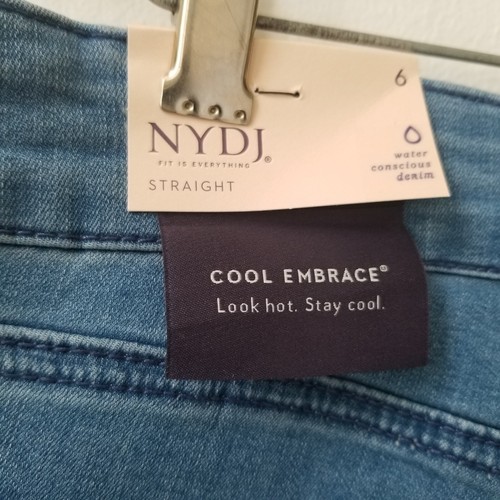 6
NYDJ®
FIT IS EVERYTHING
STRAIGHT
water
conscious
denim
COOL EMBRACE®
Look hot. Stay cool.